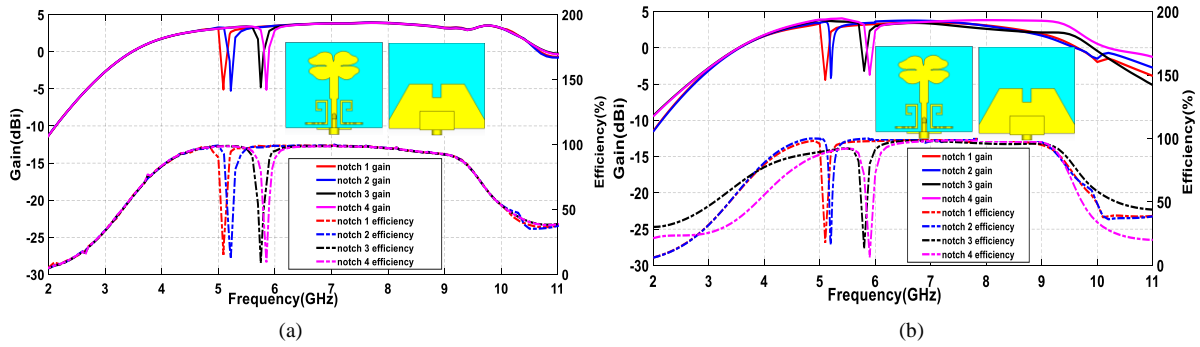 Gain(dBi)
5
0
-5
-10
-15
-20
-25
-30
200
150
100
50
0
Efficiency(%)
notch 1 gain
notch 2 gain
notch 3 gain
notch 4 gain
notch 1 efficiency
notch 2 efficiency
notch 3 efficiency
notch 4 efficiency
2 3 4 5 6 7 8 9 10 11
Frequency(GHz)
(a)
Gain(dBi)
5
0
-5
-10
-15
-20
-25
-30
200
150
100
50
0
Efficiency(%)
notch 1 gain
notch 2 gain
notch 3 gain
notch 4 gain
notch 1 efficiency
notch 2 efficiency
notch 3 efficiency
notch 4 efficiency
2 3 4 5 6 7 8 9 10 11
Frequency(GHz)
(b)